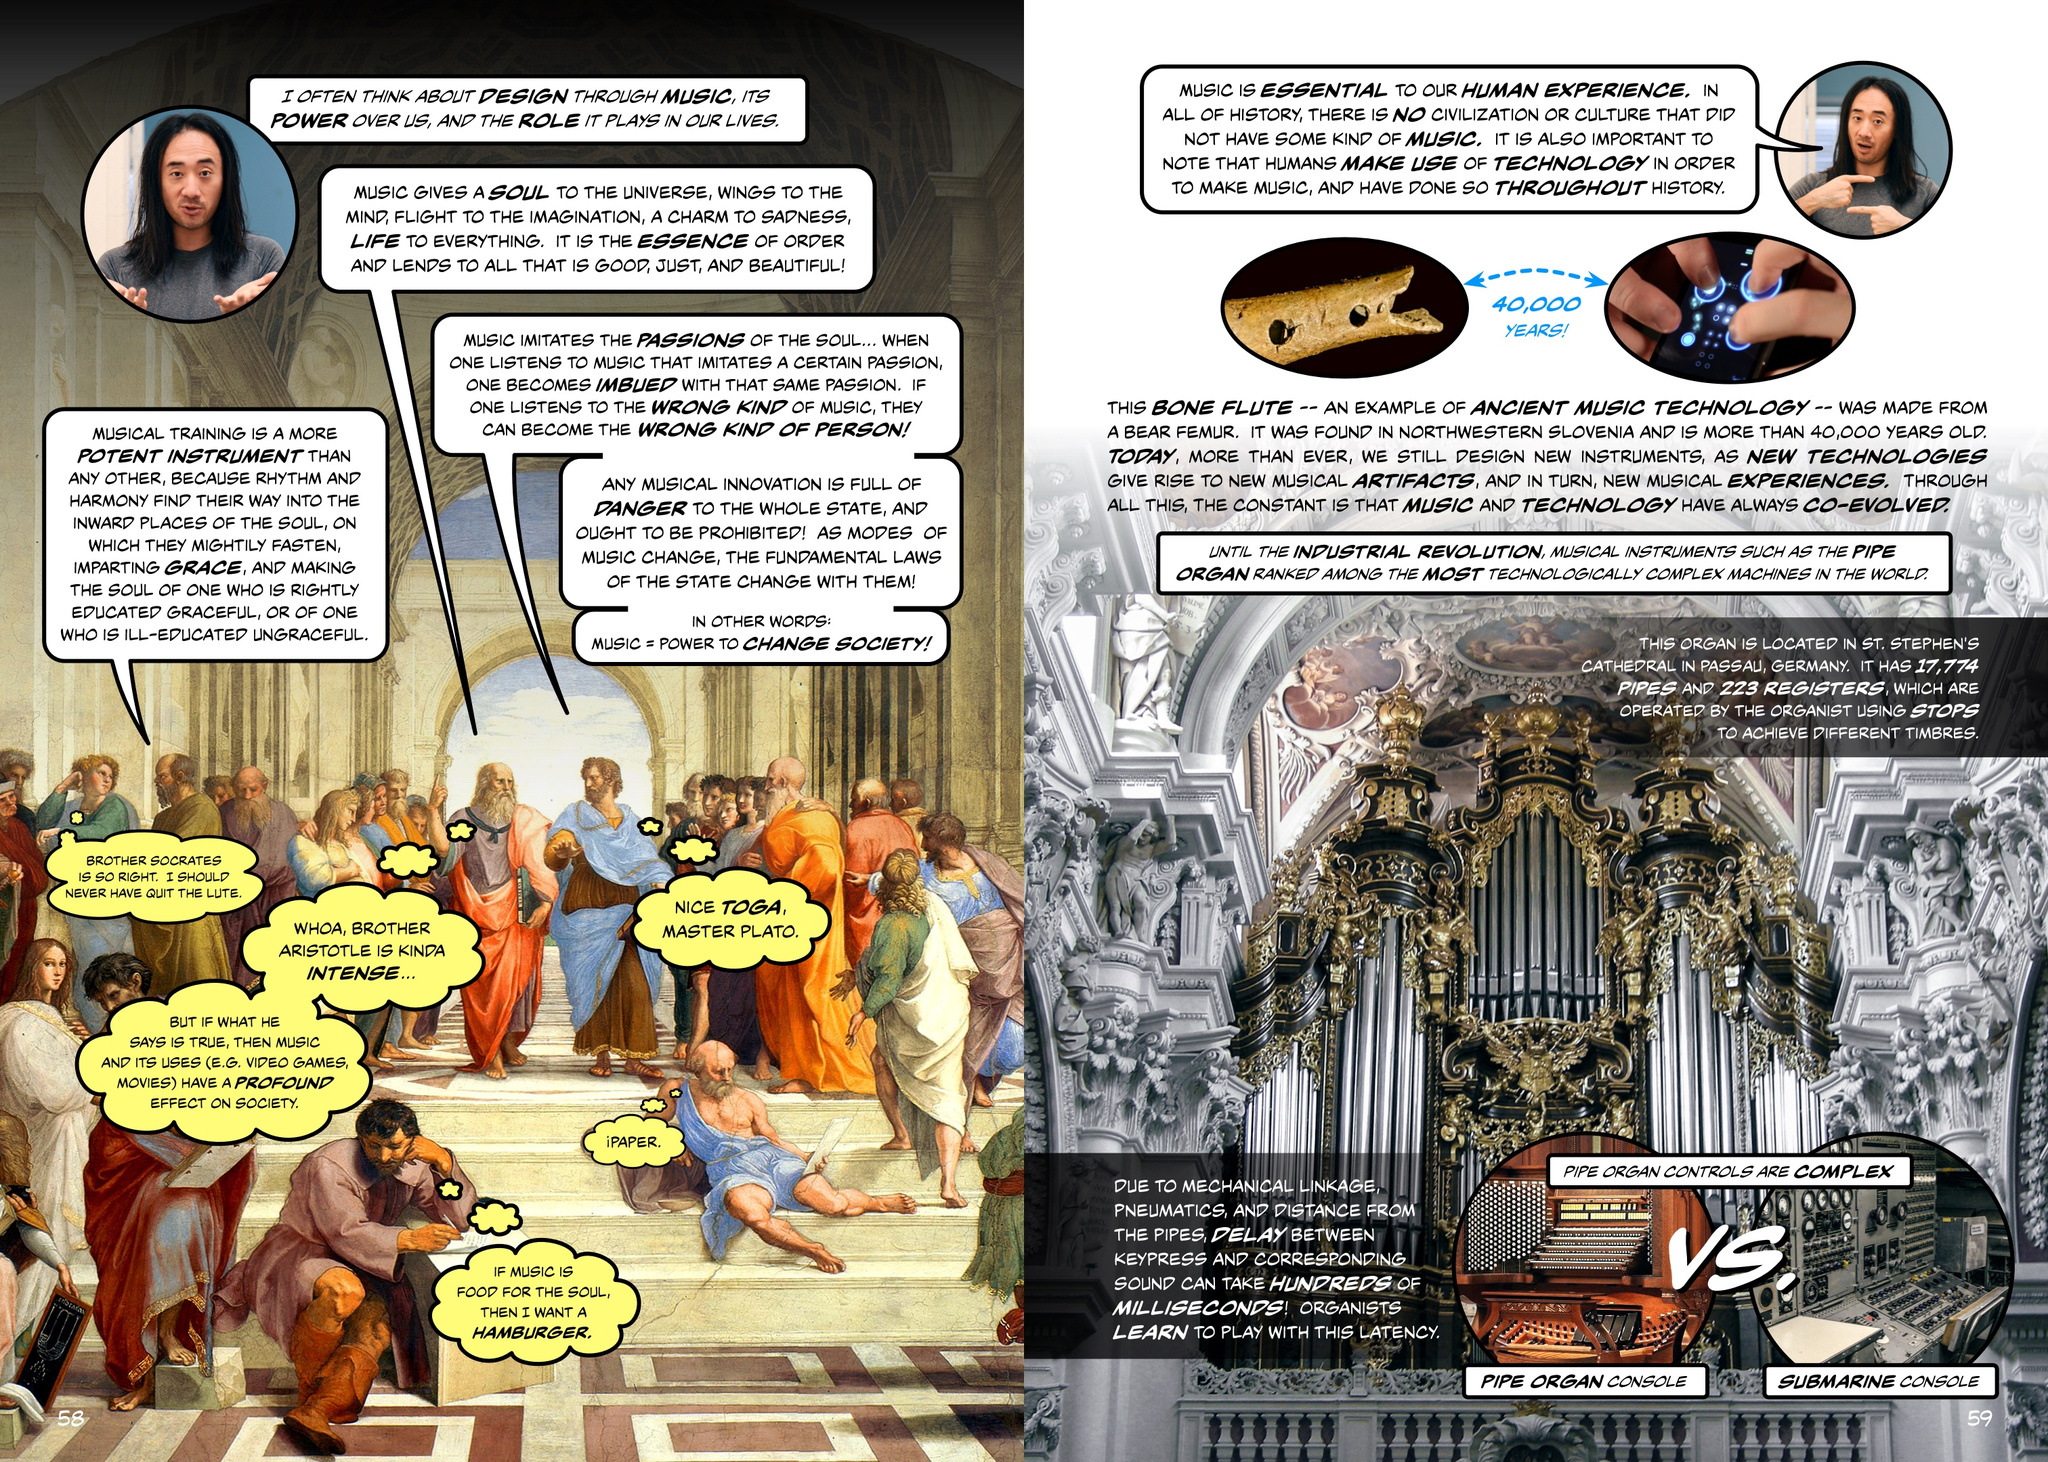 I OFTEN THINK ABOUT DESIGN THROUGH MUSIC, ITS
POWER OVER US, AND THE ROLE IT PLAYS IN OUR LIVES.
MUSIC GIVES A SOUL TO THE UNIVERSE, WINGS TO THE
MIND, FLIGHT TO THE IMAGINATION, A CHARM TO SADNESS,
LIFE TO EVERYTHING. IT IS THE ESSENCE OF ORDER
AND LENDS TO ALL THAT IS GOOD, JUST, AND BEAUTIFUL!
MUSIC IMITATES THE PASSIONS OF THE SOUL... WHEN
ONE LISTENS TO MUSIC THAT IMITATES A CERTAIN PASSION,
ONE BECOMES IMBUED WITH THAT SAME PASSION. IF
ONE LISTENS TO THE WRONG KIND OF MUSIC, THEY
CAN BECOME THE WRONG KIND OF PERSON!
MUSICAL TRAINING IS A MORE
POTENT INSTRUMENT THAN
ANY OTHER, BECAUSE RHYTHM AND
HARMONY FIND THEIR WAY INTO THE
INWARD PLACES OF THE SOUL, ON
WHICH THEY MIGHTILY FASTEN,
IMPARTING GRACE, AND MAKING
THE SOUL OF ONE WHO IS RIGHTLY
EDUCATED GRACEFUL, OR OF ONE
WHO IS ILL-EDUCATED UNGRACEFUL.
ANY MUSICAL INNOVATION IS FULL OF
DANGER TO THE WHOLE STATE, AND
OUGHT TO BE PROHIBITED! AS MODES OF
MUSIC CHANGE, THE FUNDAMENTAL LAWS
OF THE STATE CHANGE WITH THEM!
IN OTHER WORDS:
MUSIC = POWER TO CHANGE SOCIETY!
BROTHER SOCRATES
IS SO RIGHT. I SHOULD
NEVER HAVE QUIT THE LUTE.
WHOA, BROTHER
ARISTOTLE IS KINDA
INTENSE...
NICE TOGA,
MASTER PLATO.
BUT IF WHAT HE
SAYS IS TRUE, THEN MUSIC
AND ITS USES (E.G. VIDEO GAMES,
MOVIES) HAVE A PROFOUND
EFFECT ON SOCIETY.
¡PAPER.
IF MUSIC IS
FOOD FOR THE SOUL,
THEN I WANT A
HAMBURGER.
58
MUSIC IS ESSENTIAL TO OUR HUMAN EXPERIENCE. IN
ALL OF HISTORY, THERE IS NO CIVILIZATION OR CULTURE THAT DID
NOT HAVE SOME KIND OF MUSIC. IT IS ALSO IMPORTANT TO
NOTE THAT HUMANS MAKE USE OF TECHNOLOGY IN ORDER
TO MAKE MUSIC, AND HAVE DONE SO THROUGHOUT HISTORY.
40,000
YEARS!
THIS BONE FLUTE -- AN EXAMPLE OF ANCIENT MUSIC TECHNOLOGY -- WAS MADE FROM
A BEAR FEMUR. IT WAS FOUND IN NORTHWESTERN SLOVENIA AND IS MORE THAN 40,000 YEARS OLD.
TODAY, MORE THAN EVER, WE STILL DESIGN NEW INSTRUMENTS, AS NEW TECHNOLOGIES
GIVE RISE TO NEW MUSICAL ARTIFACTS, AND IN TURN, NEW MUSICAL EXPERIENCES. THROUGH
ALL THIS, THE CONSTANT IS THAT MUSIC AND TECHNOLOGY HAVE ALWAYS CO-EVOLVED.
UNTIL THE INDUSTRIAL REVOLUTION, MUSICAL INSTRUMENTS SUCH AS THE PIPE
ORGAN RANKED AMONG THE MOST TECHNOLOGICALLY COMPLEX MACHINES IN THE WORLD.
THIS ORGAN IS LOCATED IN ST. STEPHEN'S
CATHEDRAL IN PASSAU, GERMANY. IT HAS 17,774
PIPES AND 223 REGISTERS, WHICH ARE
OPERATED BY THE ORGANIST USING STOPS
TO ACHIEVE DIFFERENT TIMBRES.
DUE TO MECHANICAL LINKAGE,
PNEUMATICS, AND DISTANCE FROM
THE PIPES, DELAY BETWEEN
KEYPRESS AND CORRESPONDING
SOUND CAN TAKE HUNDREDS OF
MILLISECONDS! ORGANISTS
LEARN TO PLAY WITH THIS LATENCY.
PIPE ORGAN CONTROLS ARE COMPLEX
VS.
PIPE ORGAN CONSOLE
SUBMARINE CONSOLE
59